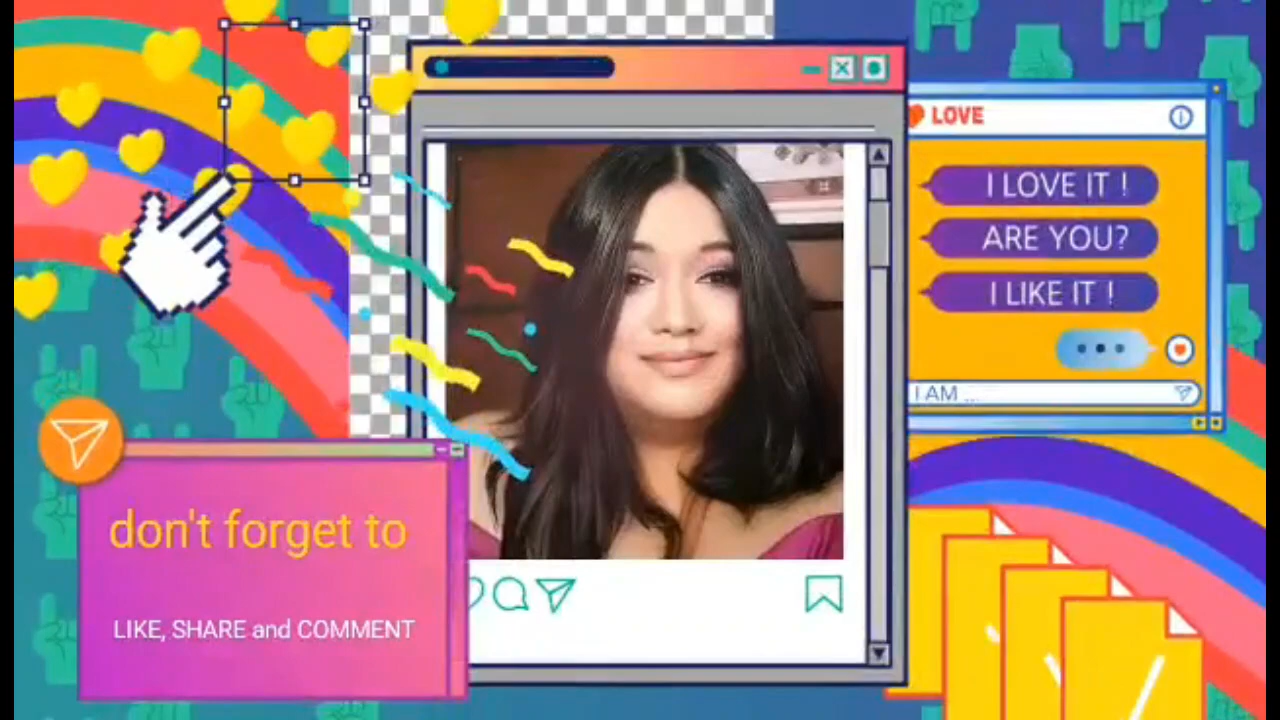 LOVE
I LOVE IT !
ARE YOU?
I LIKE IT !
I AM ...
don't forget to
LIKE, SHARE and COMMENT